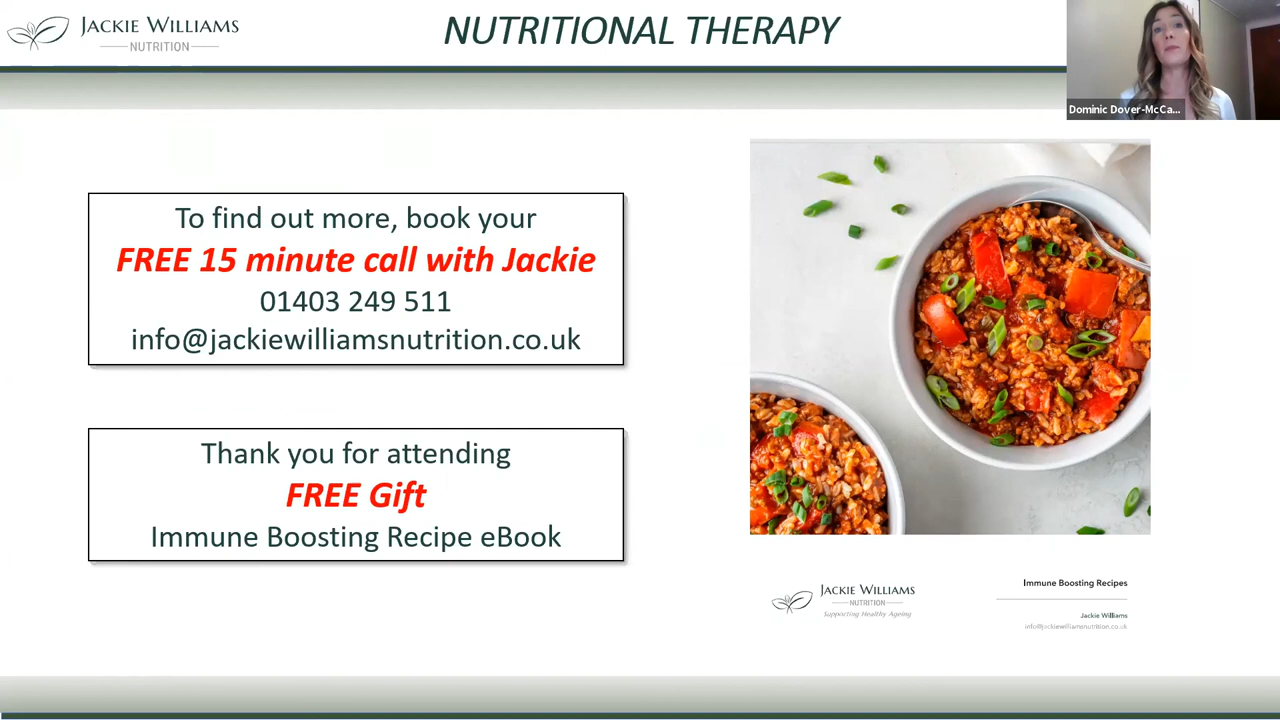 JACKIE WILLIAMS
NUTRITION
NUTRITIONAL THERAPY
Dominic Dover-McCa...
To find out more, book your
FREE 15 minute call with Jackie
01403 249 511
info@jackiewilliamsnutrition.co.uk
Thank you for attending
FREE Gift
Immune Boosting Recipe eBook
JACKIE WILLIAMS
NUTRITION
Supporting Healthy Ageing
Immune Boosting Recipes
Jackie Williams
info@jackiewilliamsnutrition.co.uk